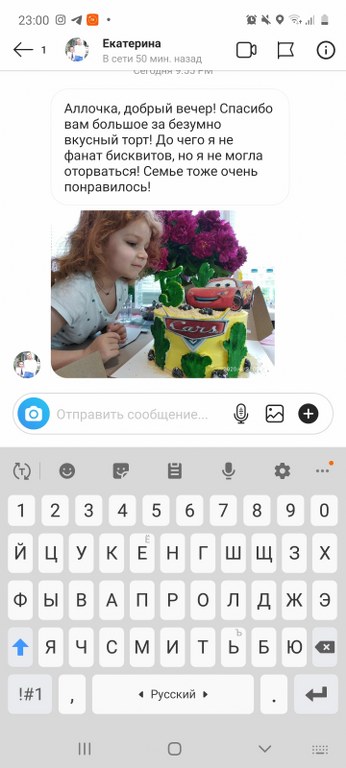 23:00
1
Екатерина
В сети 50 мин. назад
Сегодня 9:55 PM
Аллочка, добрый вечер! Спасибо
вам большое за безумно
вкусный торт! До чего я не
фанат бисквитов, но я не могла
оторваться! Семье тоже очень
понравилось!
Cars
Отправить сообщение...
T
1 2 3 4 5 6 7 8 9 0
Ё
Й Ц У К Е Н Г Ш Щ З Х
Ф Ы В А П Р О Л Д Ж Э
Ъ
Я Ч С М И Т Ь Б Ю
!#1 , Русский .